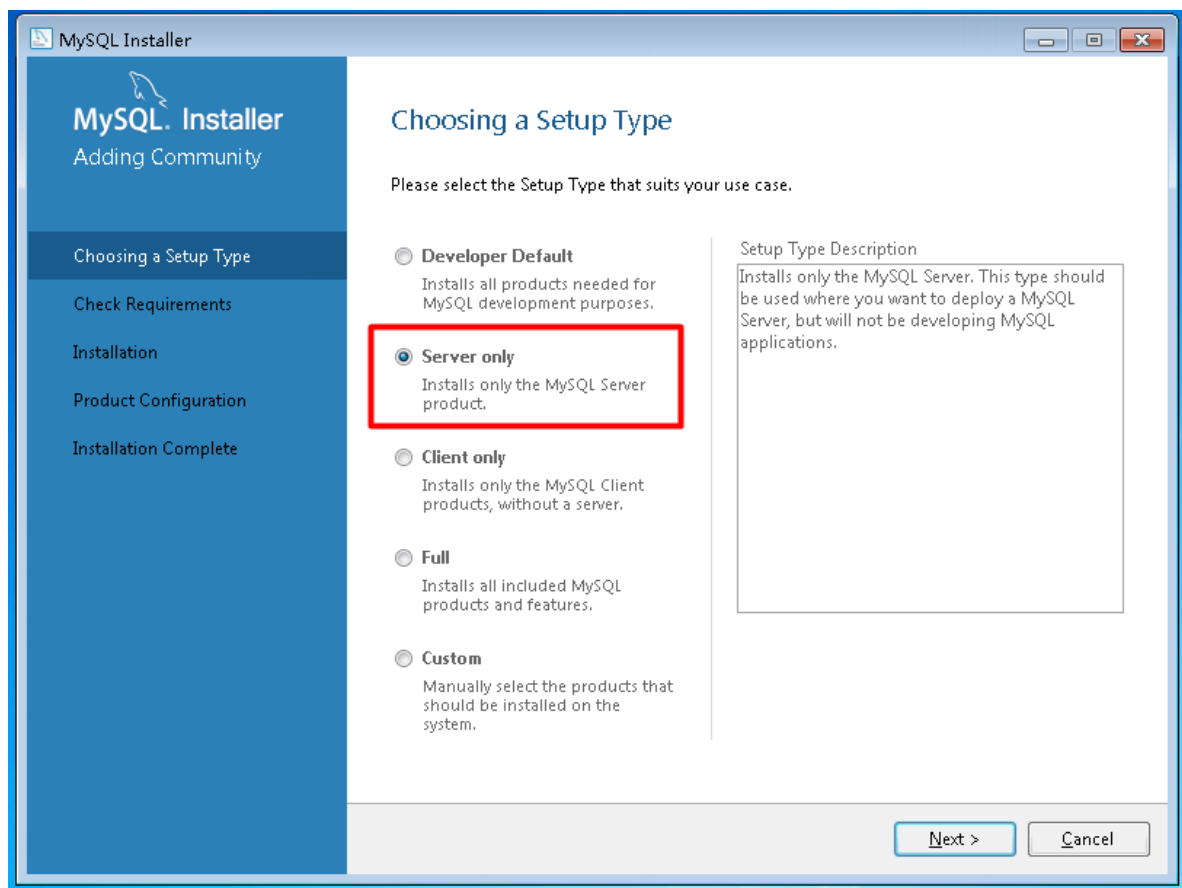 MySQL Installer
MySQL. Installer
Adding Community
Choosing a Setup Type
Check Requirements
Installation
Product Configuration
Installation Complete
Choosing a Setup Type
Please select the Setup Type that suits your use case.
Developer Default
Installs all products needed for
MySQL development purposes.
Server only
Installs only the MySQL Server
product.
Client only
Installs only the MySQL Client
products, without a server.
Full
Installs all included MySQL
products and features.
Custom
Manually select the products that
should be installed on the
system.
Setup Type Description
Installs only the MySQL Server. This type should
be used where you want to deploy a MySQL
Server, but will not be developing MySQL
applications.
Next >
Cancel